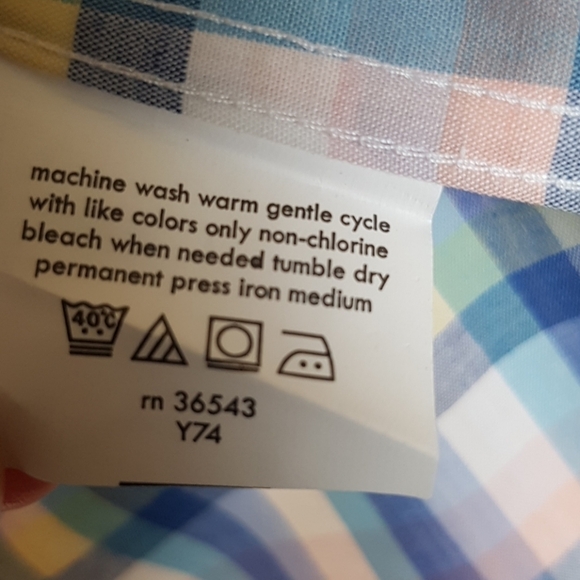 machine wash warm gentle cycle
with like colors only non-chlorine
bleach when needed tumble dry
permanent press iron medium
40°C
rn 36543
Y74